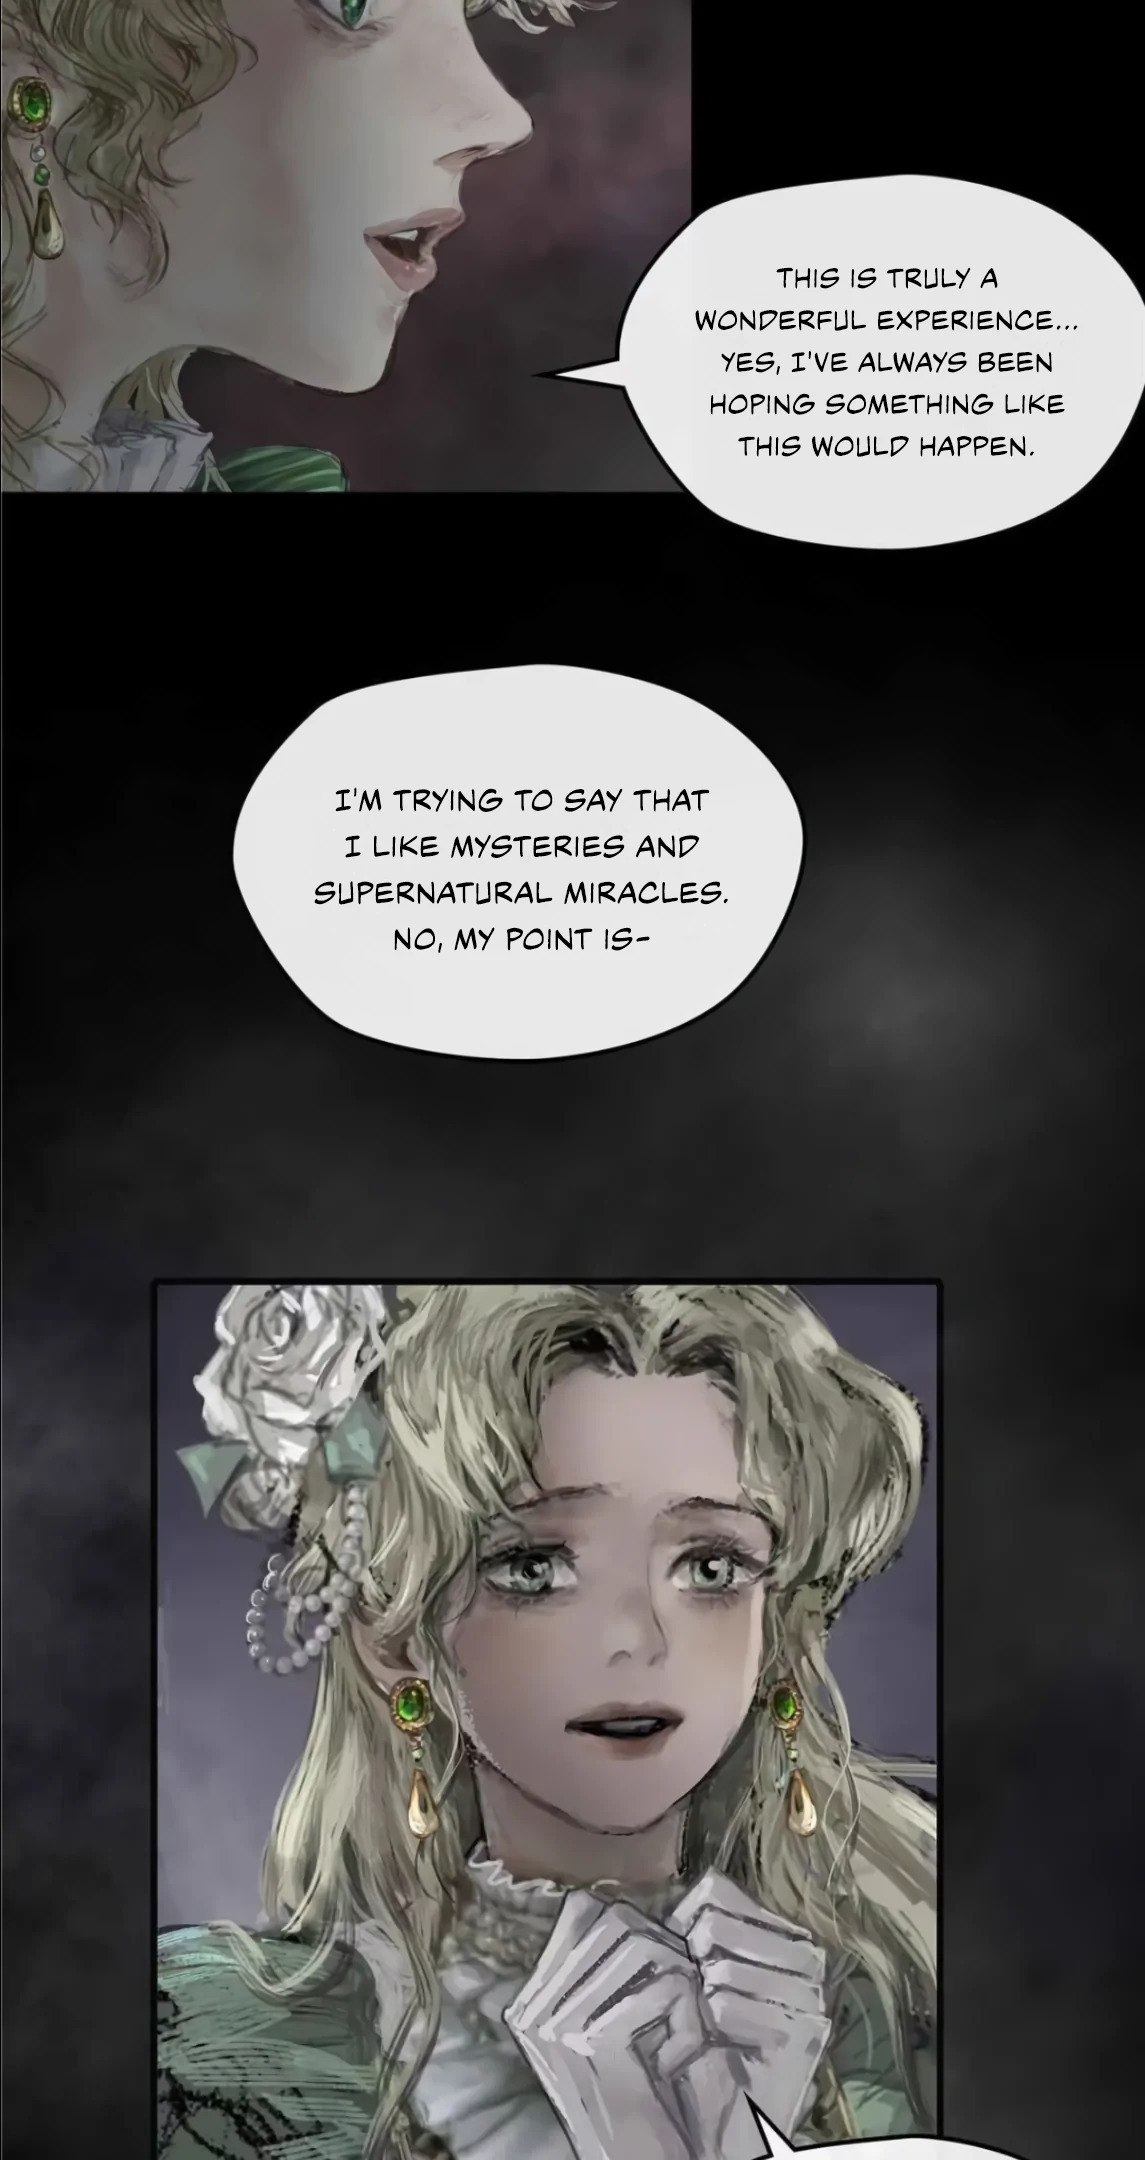 THIS IS TRULY A
WONDERFUL EXPERIENCE...
YES, I'VE ALWAYS BEEN
HOPING SOMETHING LIKE
THIS WOULD HAPPEN.
I'M TRYING TO SAY THAT
I LIKE MYSTERIES AND
SUPERNATURAL MIRACLES.
NO, MY POINT IS-